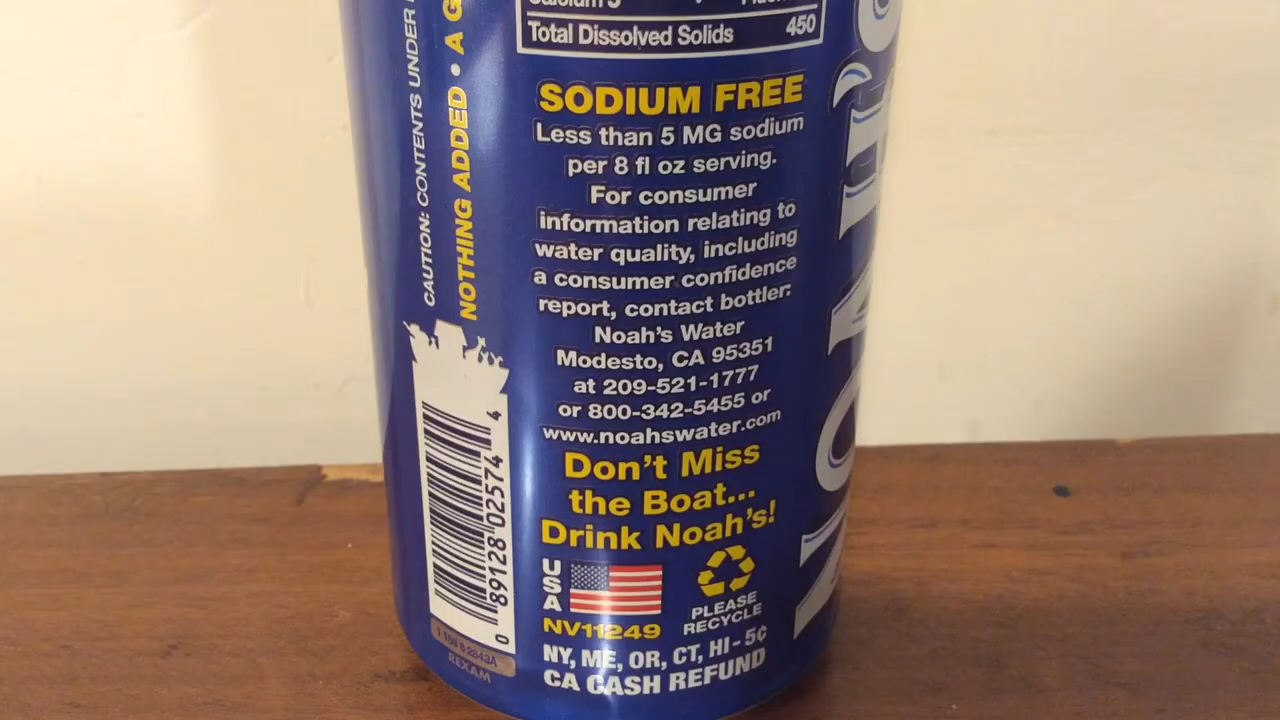 Total Dissolved Solids 450
SODIUM FREE
Less than 5 MG sodium
per 8 fl oz serving.
For consumer
information relating to
water quality, including
a consumer confidence
report, contact bottler:
Noah's Water
Modesto, CA 95351
at 209-521-1777
or 800-342-5455 or
www.noahswater.com
Don't Miss
the Boat...
Drink Noah's!
USA
PLEASE
RECYCLE
NV11249
NY, ME, OR, CT, HI - 5¢
CA CASH REFUND
CAUTION: CONTENTS UNDER
NOTHING ADDED • A
0 89128 02574 4
REXAM
NOAH'S